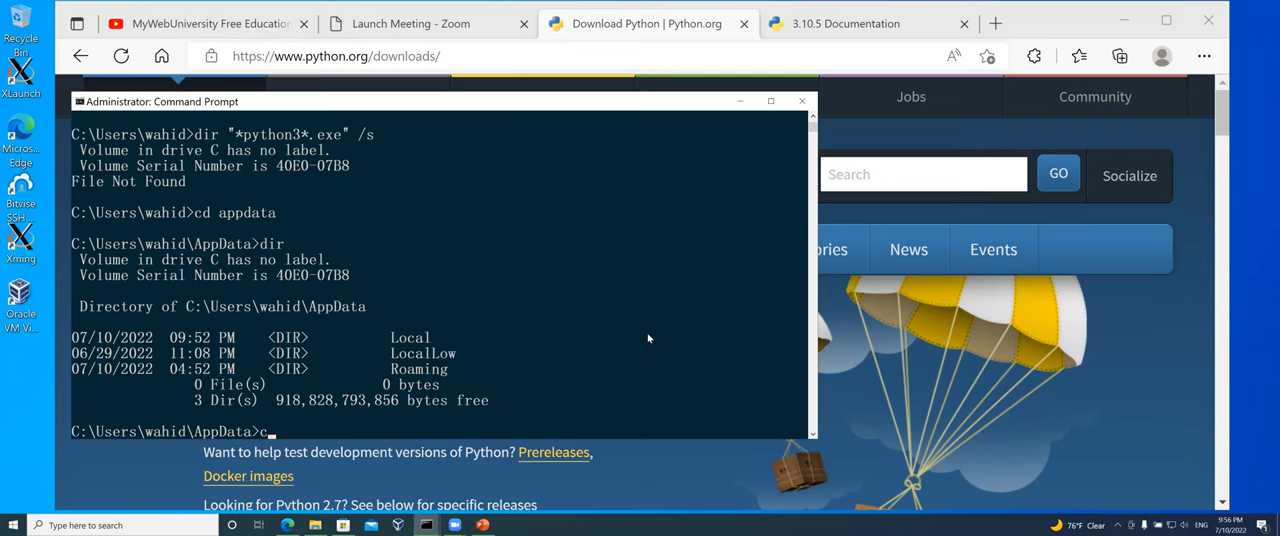 Recycle
Bin
XLaunch
Micros...
Edge
Bitvise
SSH ...
Xming
Oracle
VM Vi...
MyWebUniversity Free Education
Launch Meeting - Zoom
Download Python | Python.org
3.10.5 Documentation
https://www.python.org/downloads/
Jobs
Community
Administrator: Command Prompt
C:\Users\wahid>dir "*python3*.exe" /s
Volume in drive C has no label.
Volume Serial Number is 40E0-07B8
File Not Found
C:\Users\wahid>cd appdata
C:\Users\wahid\AppData>dir
Volume in drive C has no label.
Volume Serial Number is 40E0-07B8
Directory of C:\Users\wahid\AppData
07/10/2022 09:52 PM <DIR> Local
06/29/2022 11:08 PM <DIR> LocalLow
07/10/2022 04:52 PM <DIR> Roaming
0 File(s) 0 bytes
3 Dir(s) 918,828,793,856 bytes free
C:\Users\wahid\AppData>c_
Search
GO
Socialize
ories
News
Events
Want to help test development versions of Python? Prereleases,
Docker images
Looking for Python 2.7? See below for specific releases
Type here to search
76°F Clear
ENG
9:56 PM
7/10/2022
1